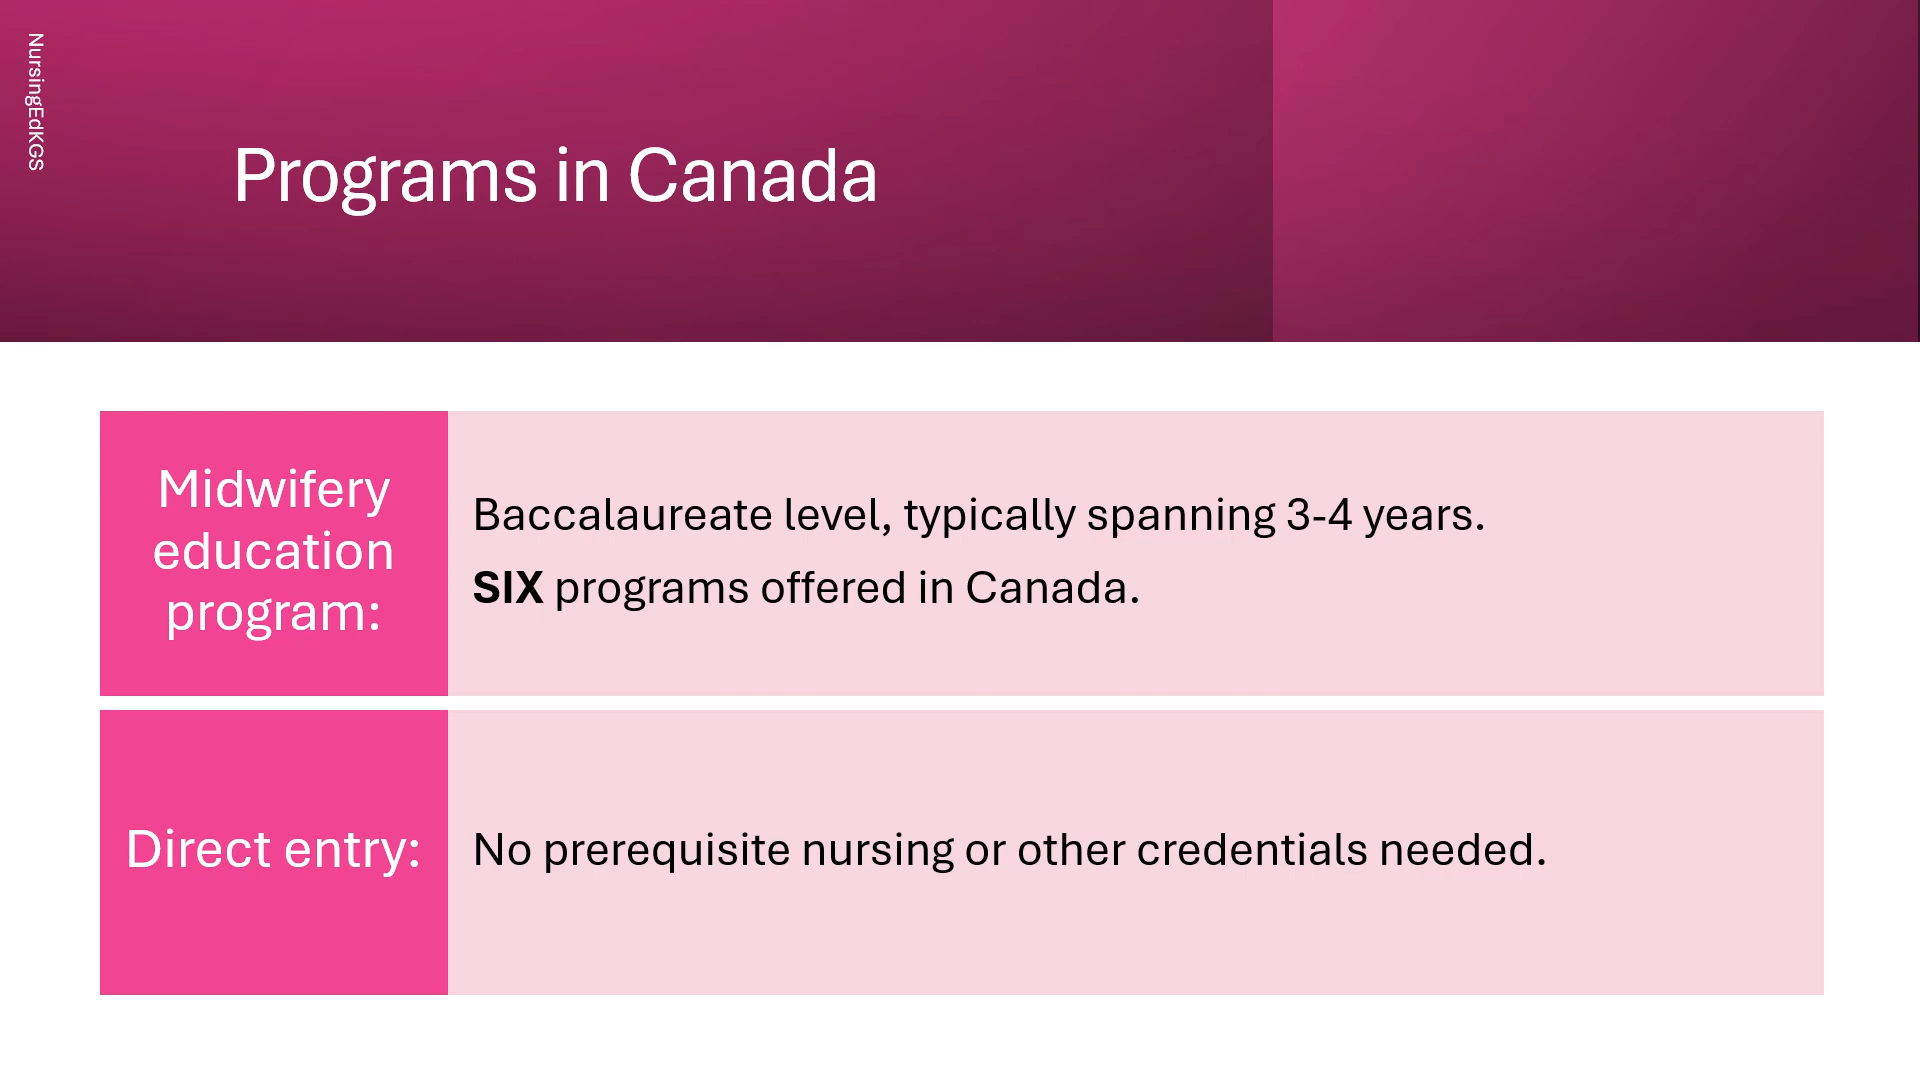 NursingEdKGS
Programs in Canada
Midwifery
education
program:
Baccalaureate level, typically spanning 3-4 years.
SIX programs offered in Canada.
Direct entry:
No prerequisite nursing or other credentials needed.